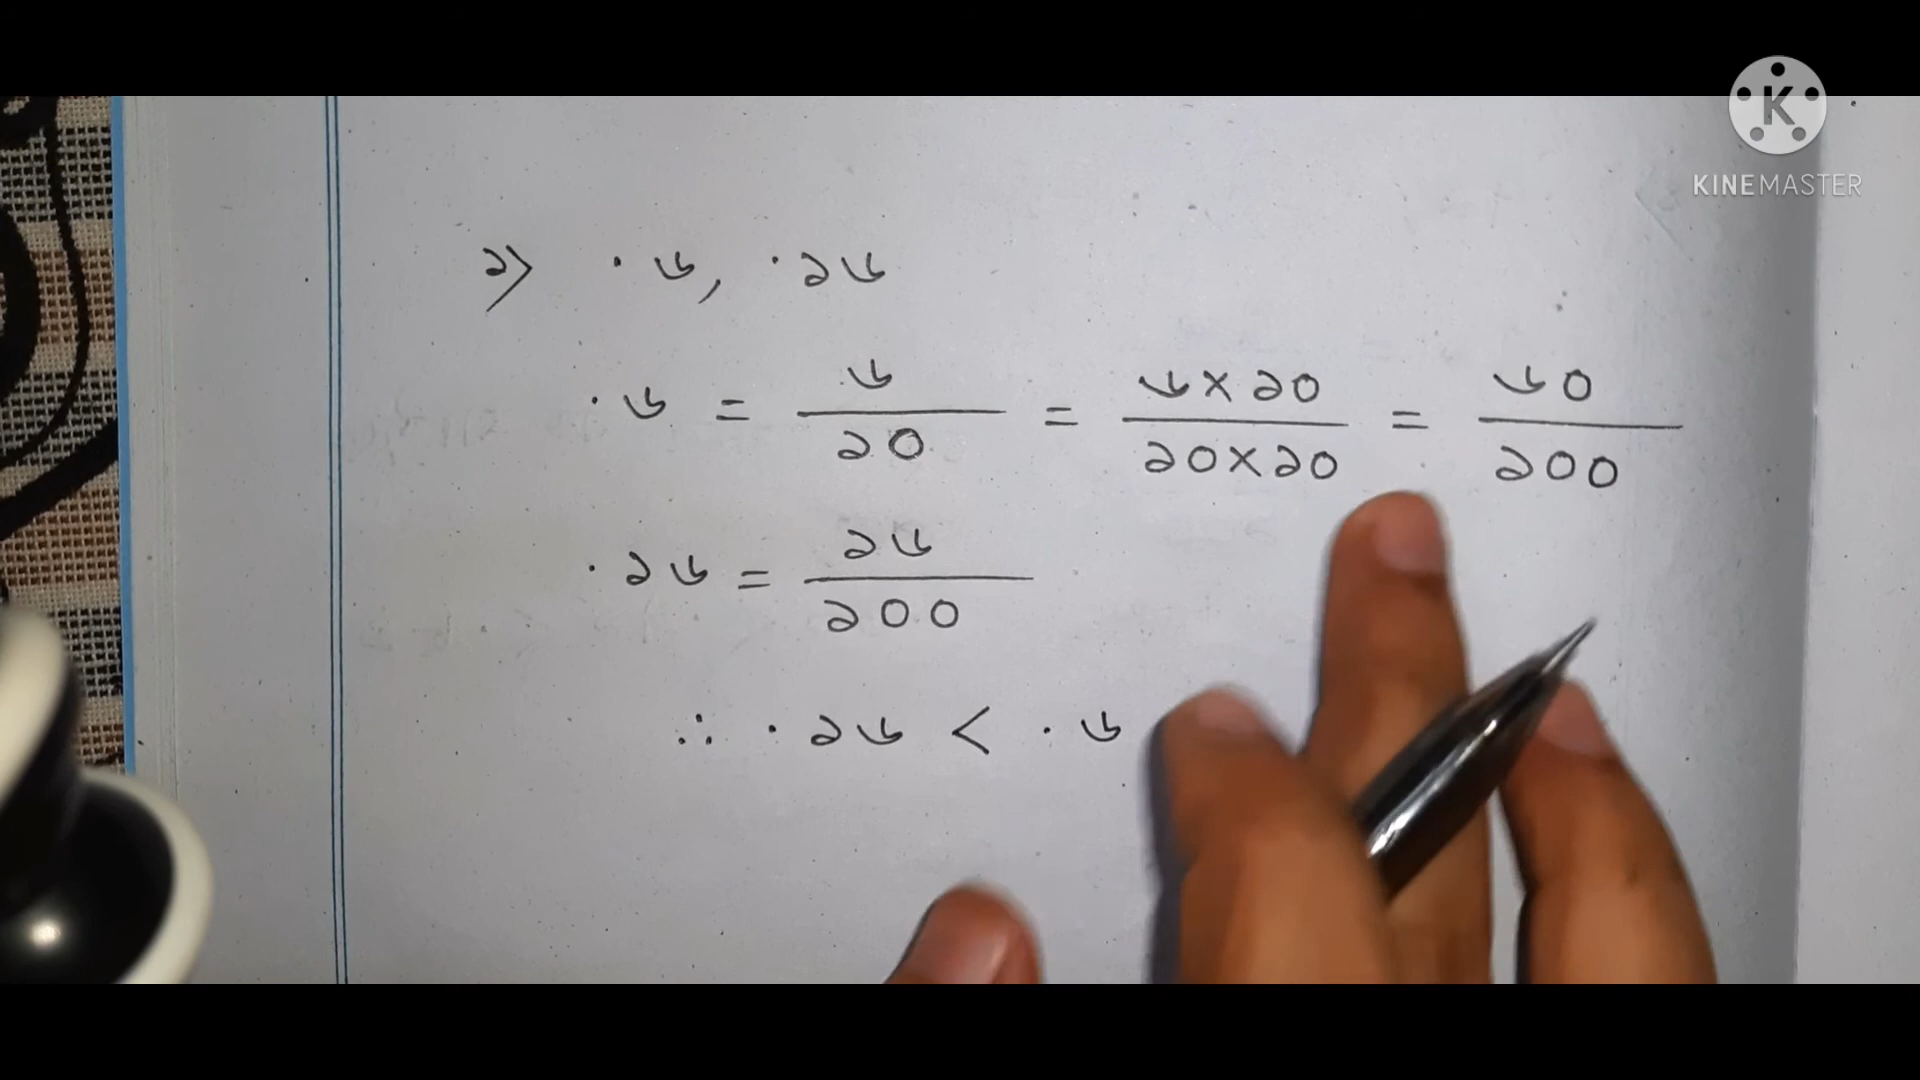 ১) ·৬, ·১৬
·৬ = ৬/১০ = ৬×১০/১০×১০ = ৬০/১০০
·১৬ = ১৬/১০০
∴ ·১৬ < ·৬
K
KINEMASTER